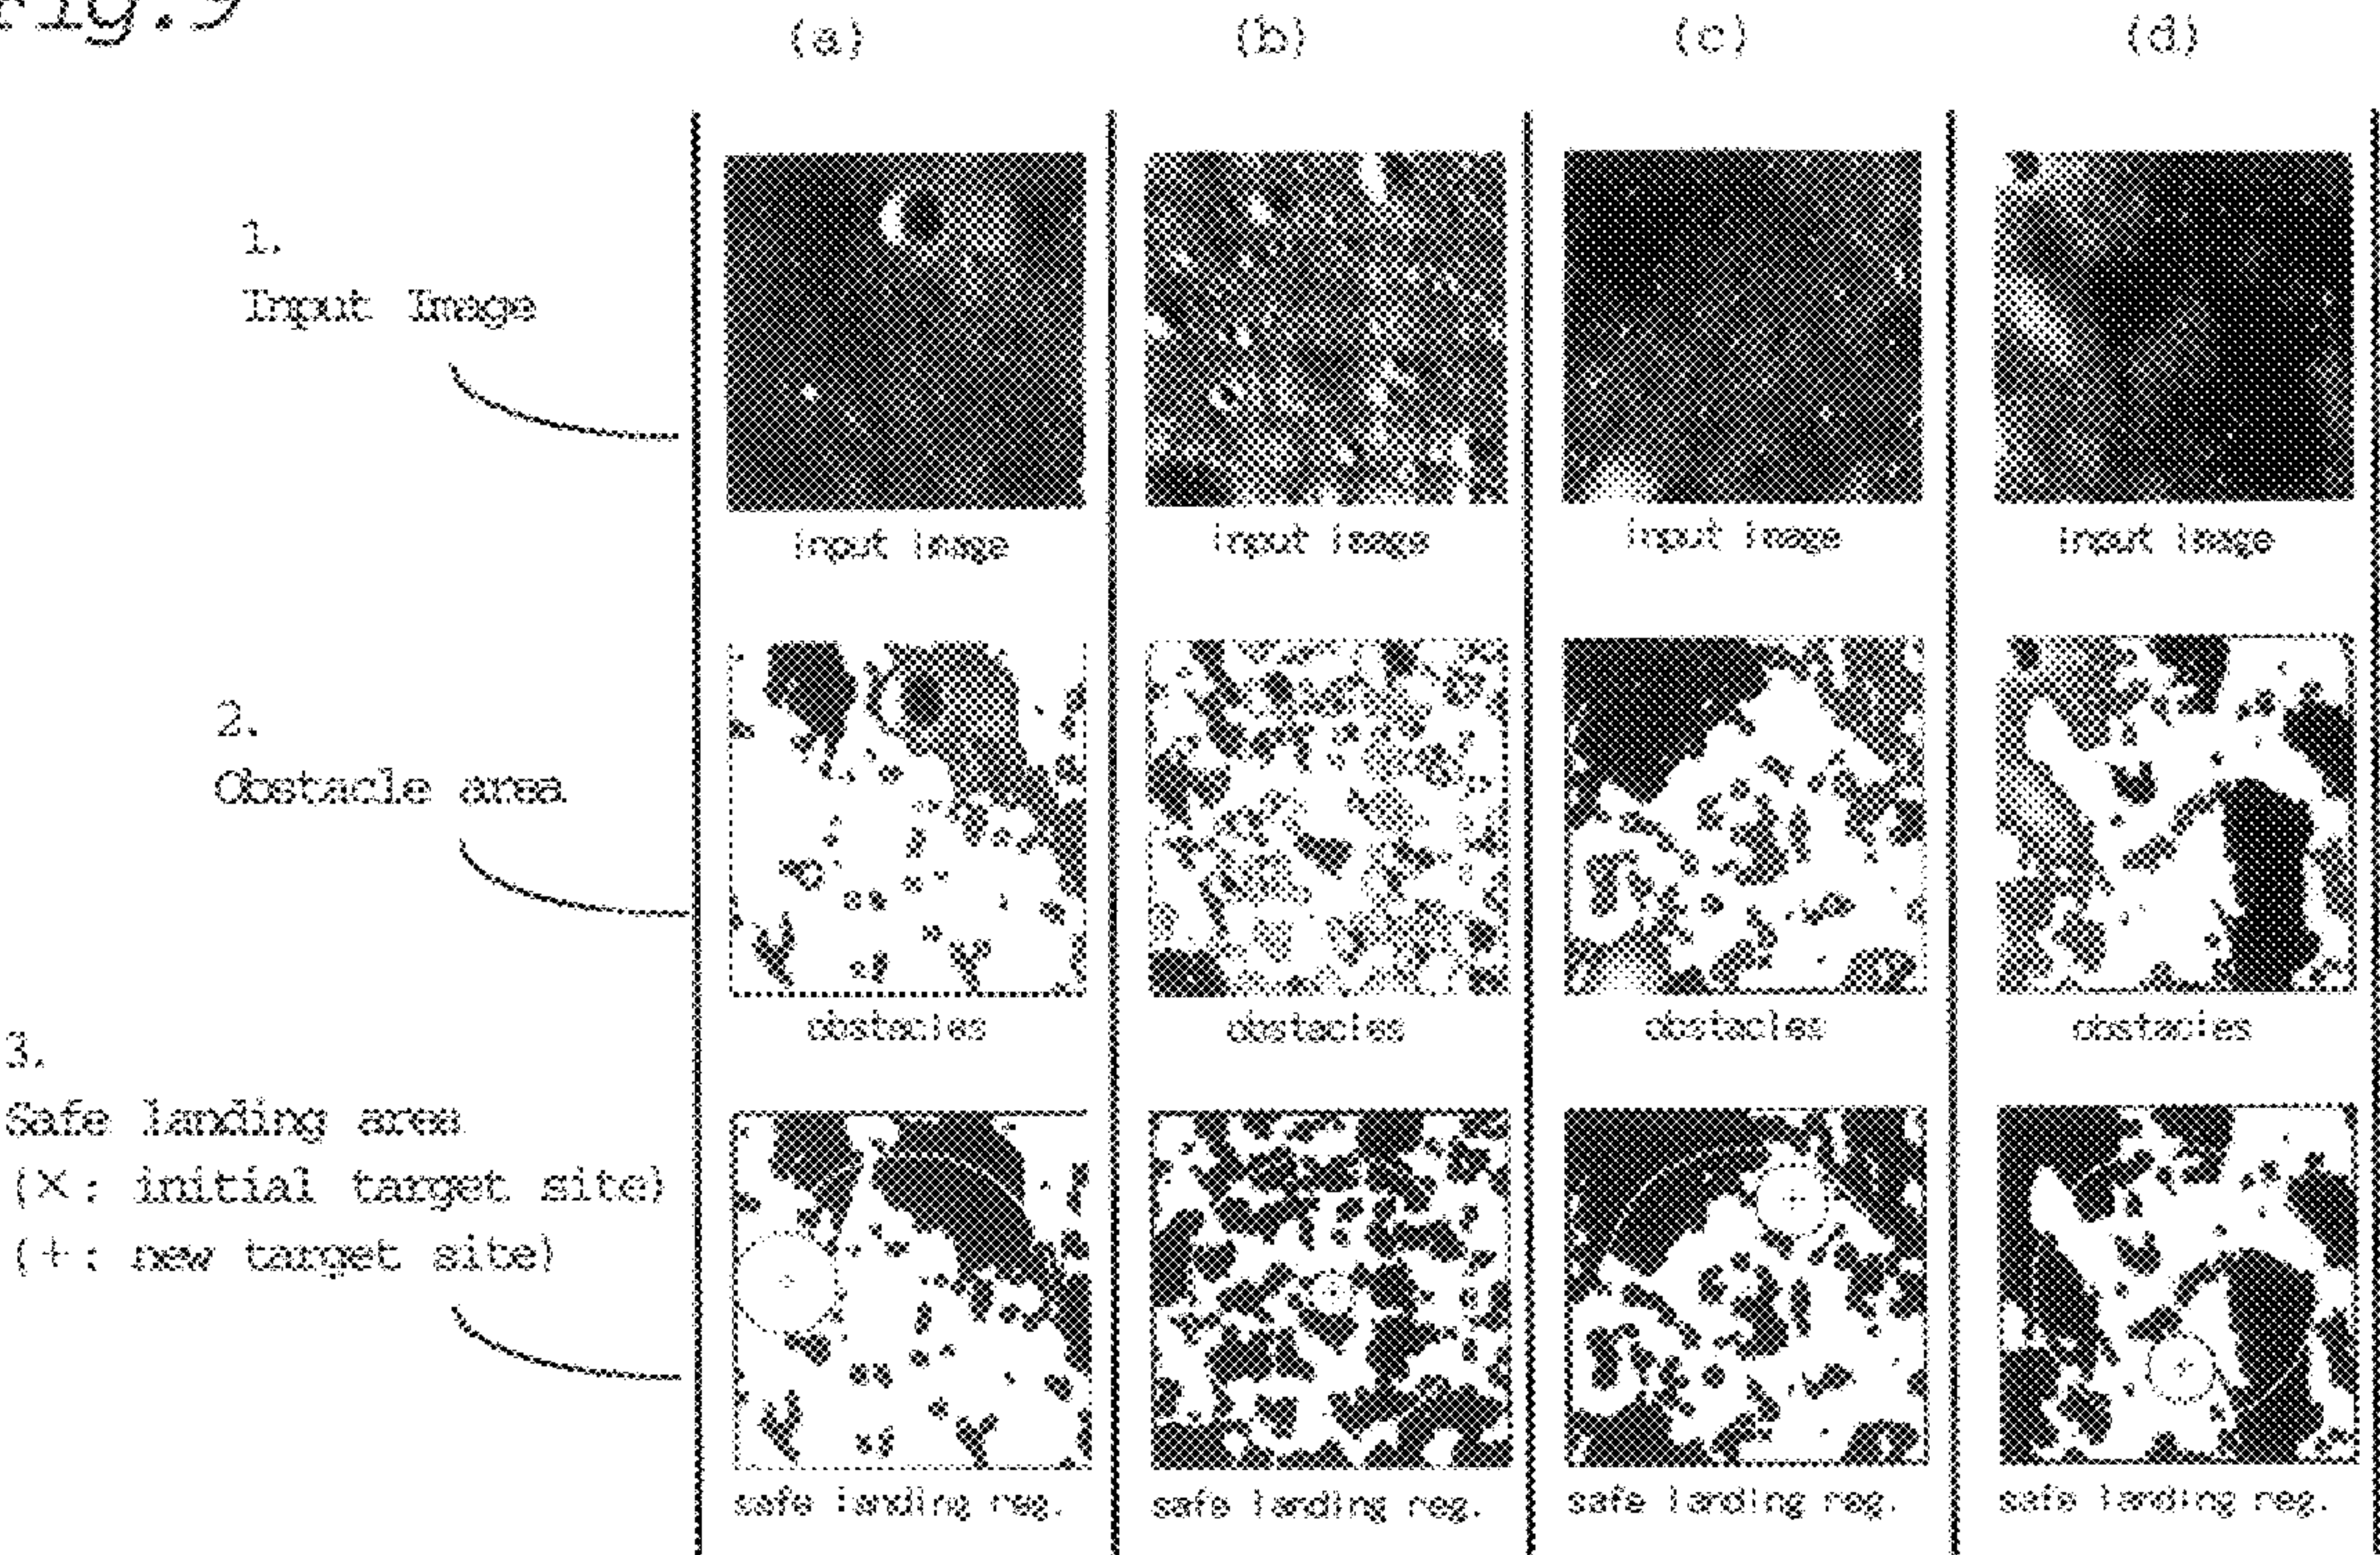 Fig.9
(a) (b) (c) (d)
1.
Input Image
input image input image input image input image
2.
Obstacle area
obstacles obstacles obstacles obstacles
3.
Safe landing area
(×: initial target site)
(+: new target site)
safe landing reg. safe landing reg. safe landing reg. safe landing reg.